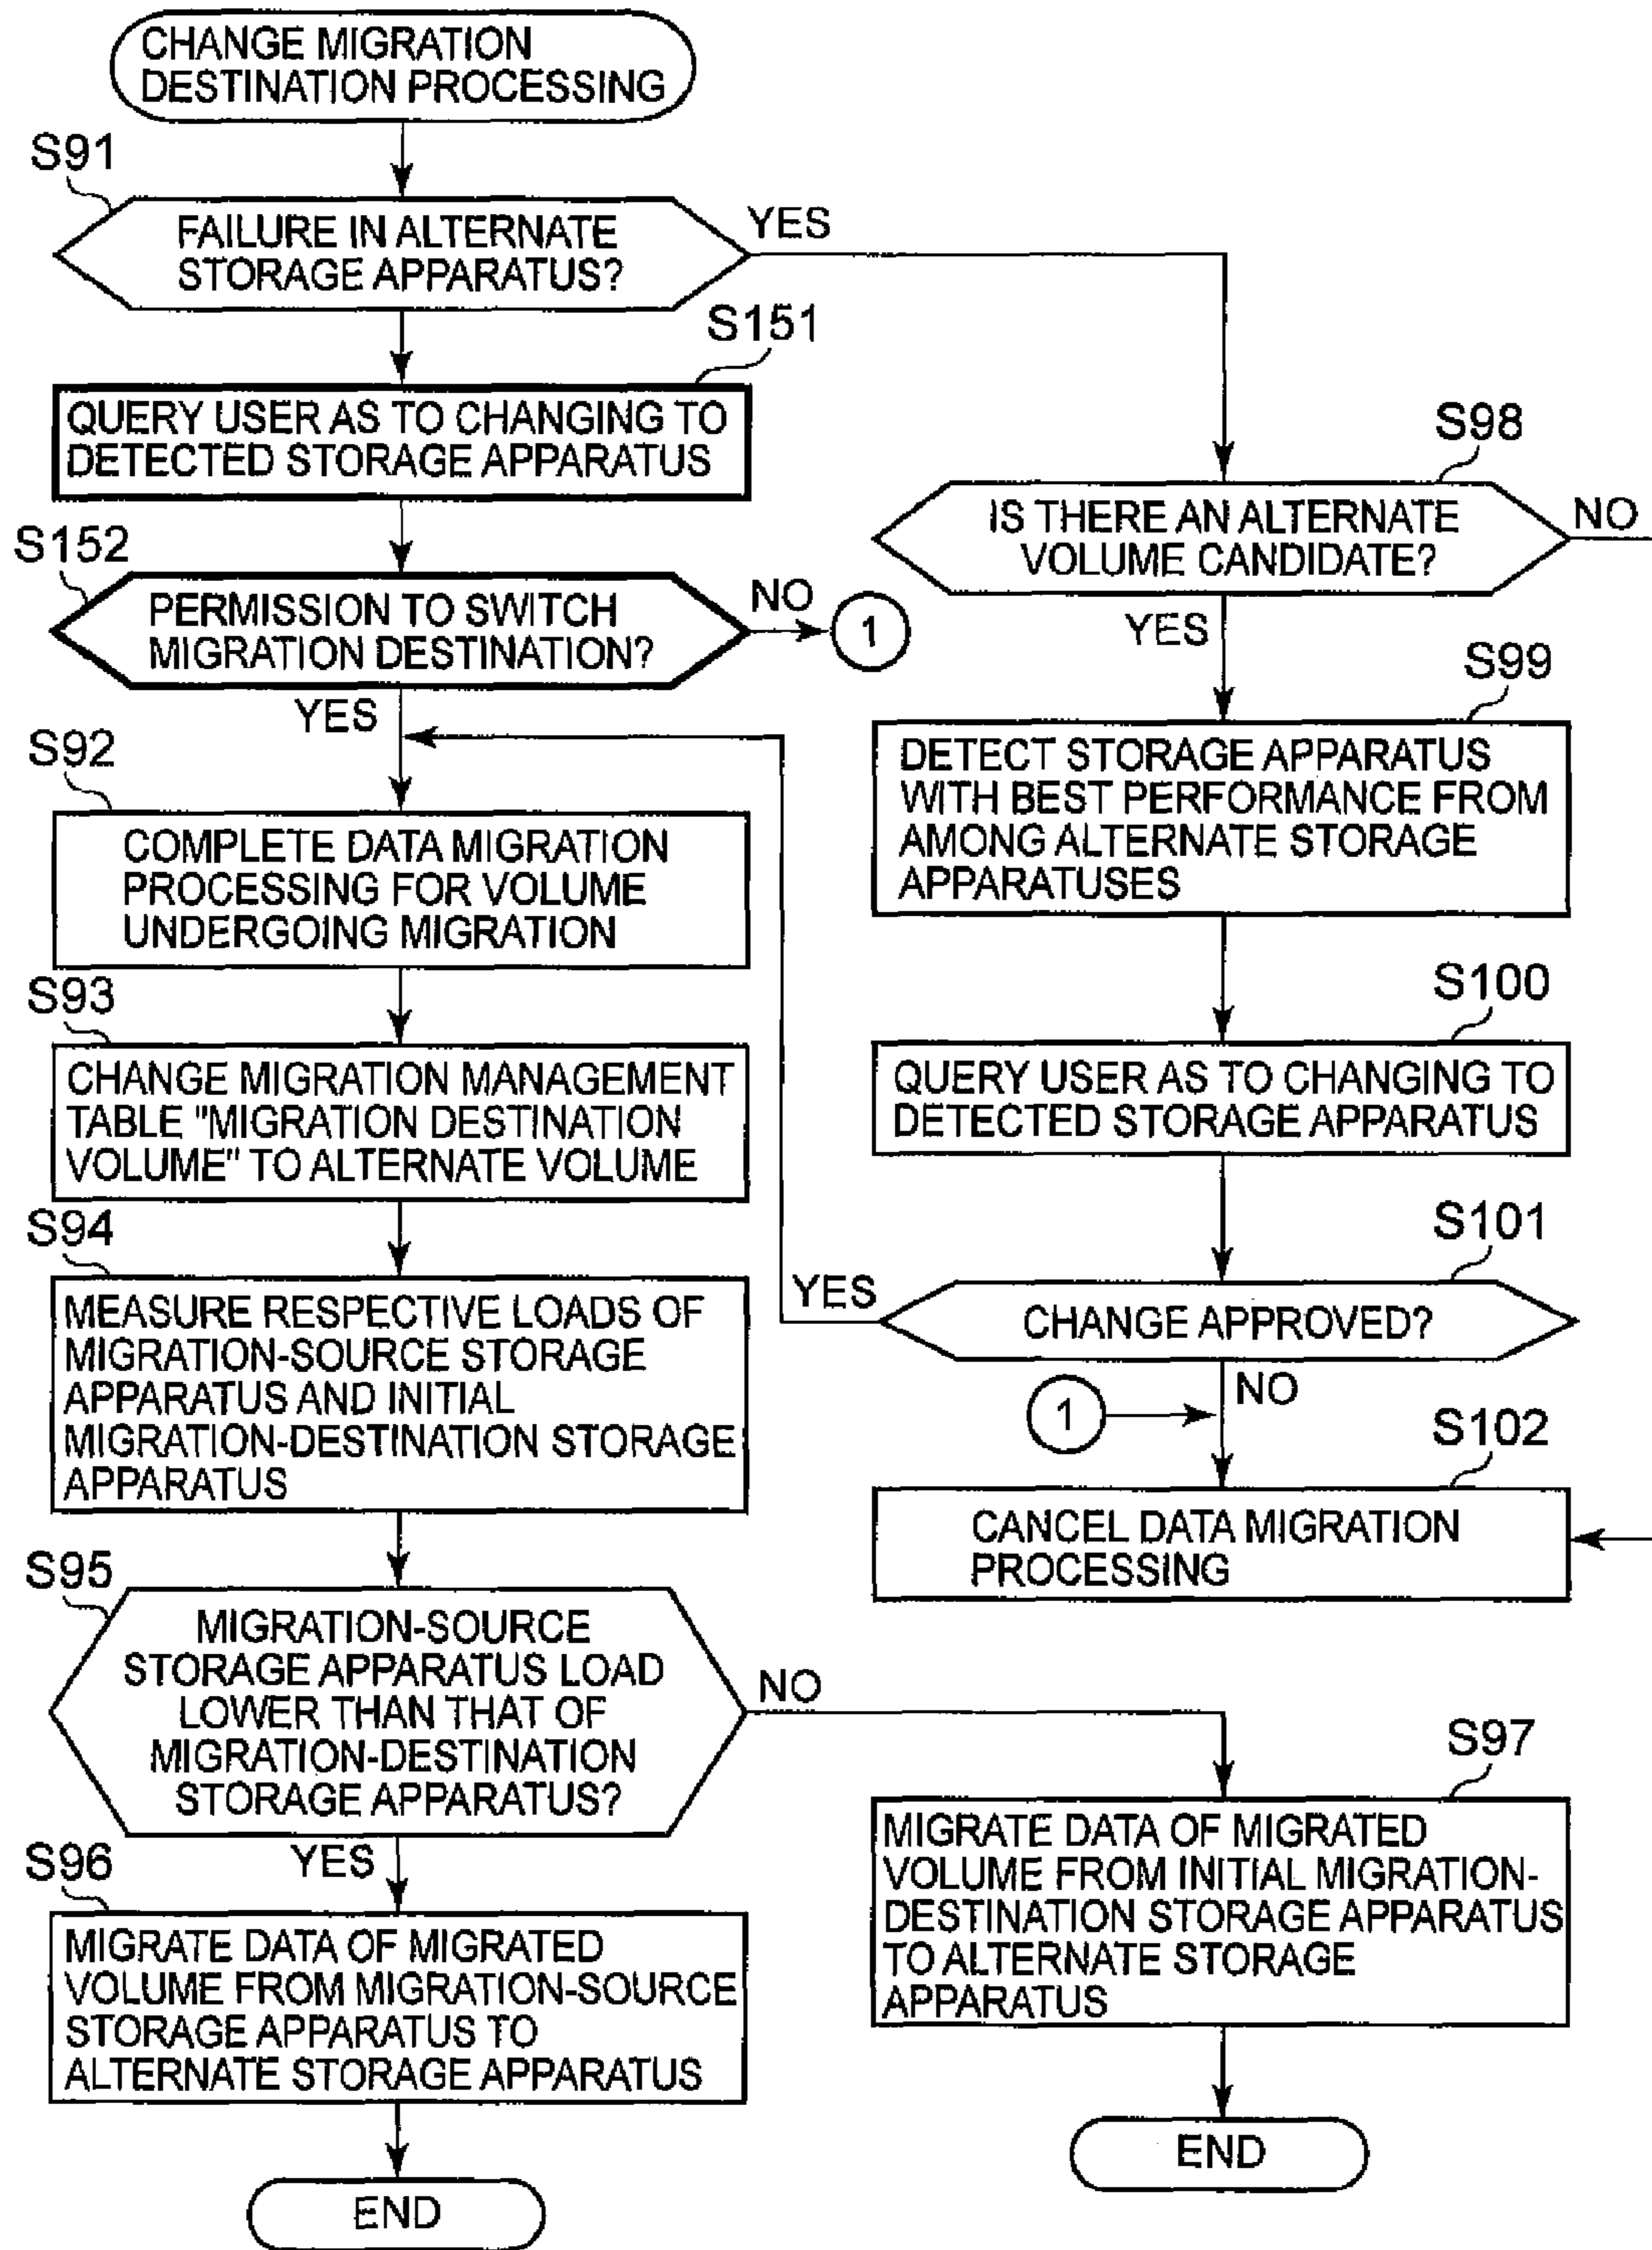 CHANGE MIGRATION
DESTINATION PROCESSING
S91
FAILURE IN ALTERNATE
STORAGE APPARATUS?
YES
S151
QUERY USER AS TO CHANGING TO
DETECTED STORAGE APPARATUS
S152
PERMISSION TO SWITCH
MIGRATION DESTINATION?
NO
1
YES
S92
COMPLETE DATA MIGRATION
PROCESSING FOR VOLUME
UNDERGOING MIGRATION
S93
CHANGE MIGRATION MANAGEMENT
TABLE "MIGRATION DESTINATION
VOLUME" TO ALTERNATE VOLUME
S94
MEASURE RESPECTIVE LOADS OF
MIGRATION-SOURCE STORAGE
APPARATUS AND INITIAL
MIGRATION-DESTINATION STORAGE
APPARATUS
S95
MIGRATION-SOURCE
STORAGE APPARATUS LOAD
LOWER THAN THAT OF
MIGRATION-DESTINATION
STORAGE APPARATUS?
NO
YES
S96
MIGRATE DATA OF MIGRATED
VOLUME FROM MIGRATION-SOURCE
STORAGE APPARATUS TO
ALTERNATE STORAGE APPARATUS
END
S98
IS THERE AN ALTERNATE
VOLUME CANDIDATE?
NO
YES
S99
DETECT STORAGE APPARATUS
WITH BEST PERFORMANCE FROM
AMONG ALTERNATE STORAGE
APPARATUSES
S100
QUERY USER AS TO CHANGING TO
DETECTED STORAGE APPARATUS
S101
CHANGE APPROVED?
YES
NO
1
S102
CANCEL DATA MIGRATION
PROCESSING
S97
MIGRATE DATA OF MIGRATED
VOLUME FROM INITIAL MIGRATION-
DESTINATION STORAGE APPARATUS
TO ALTERNATE STORAGE
APPARATUS
END